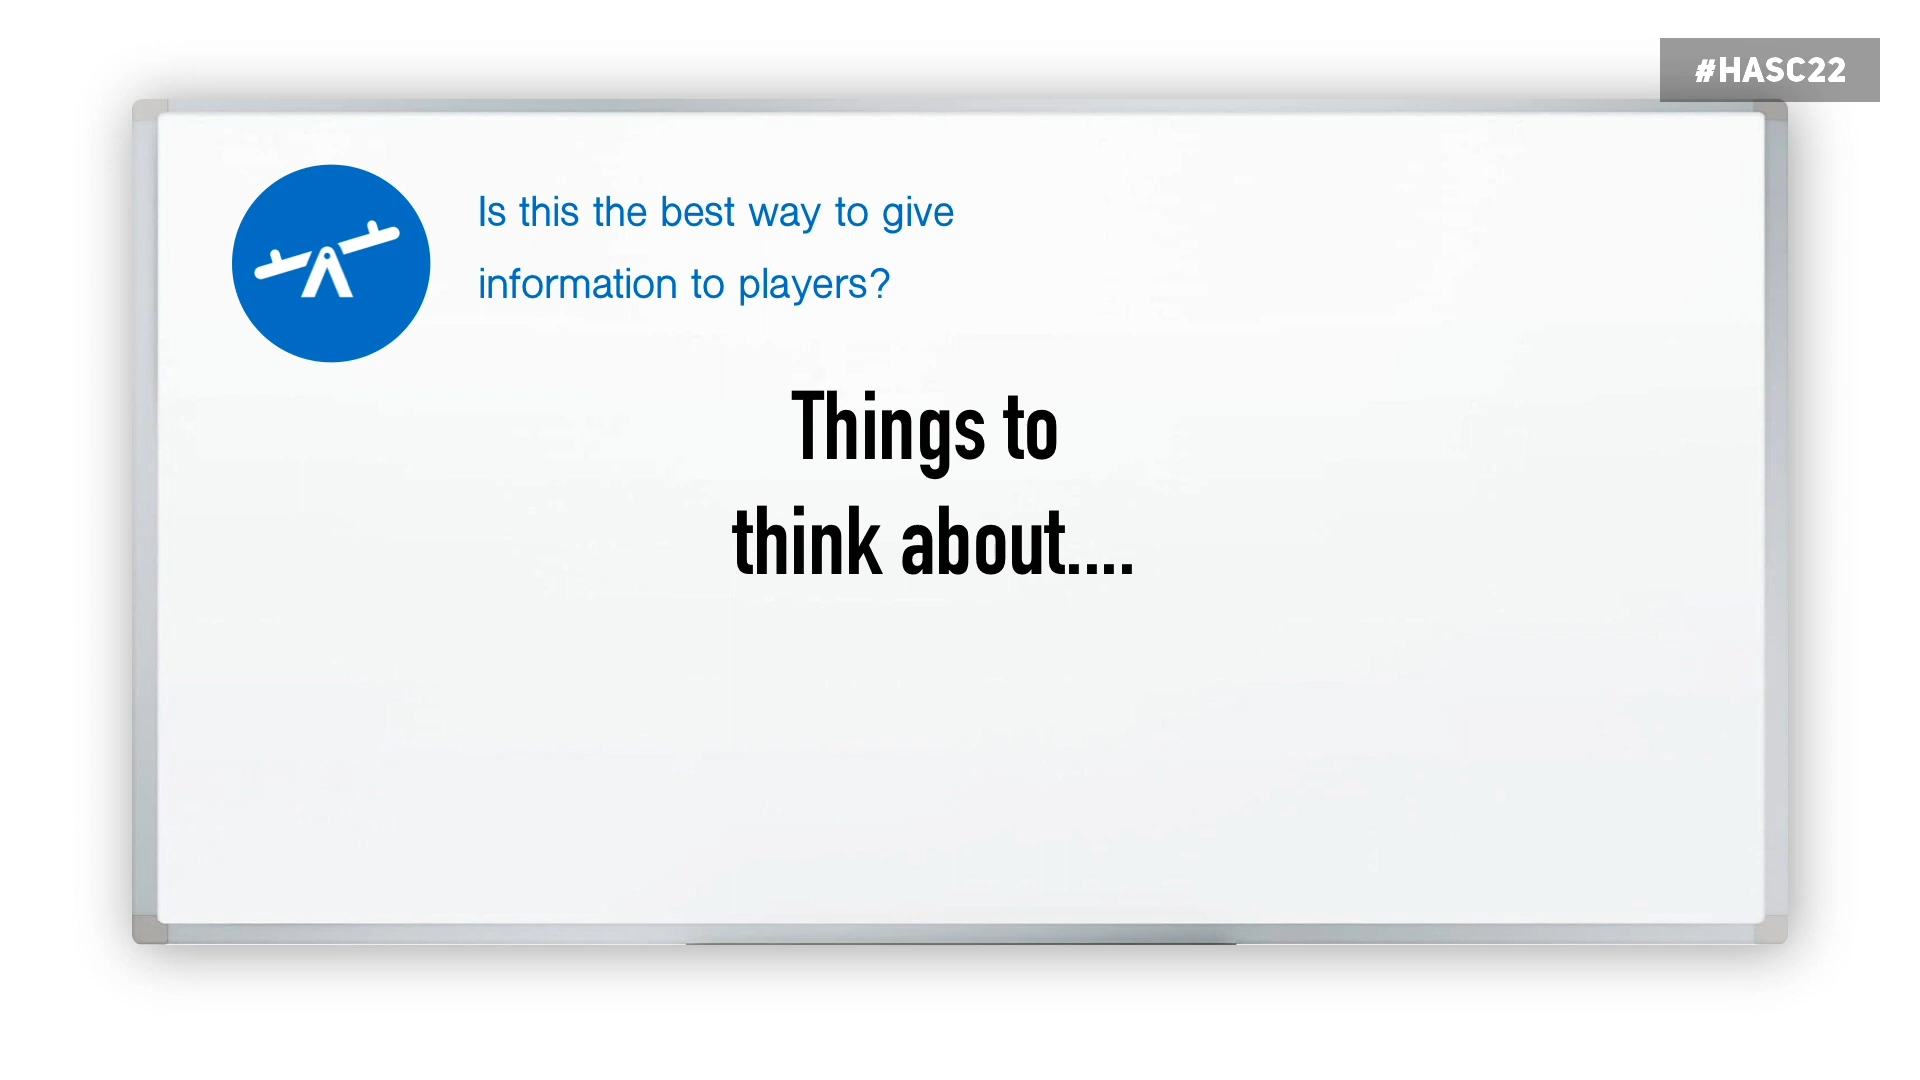 #HASC22
Is this the best way to give
information to players?
Things to
think about....